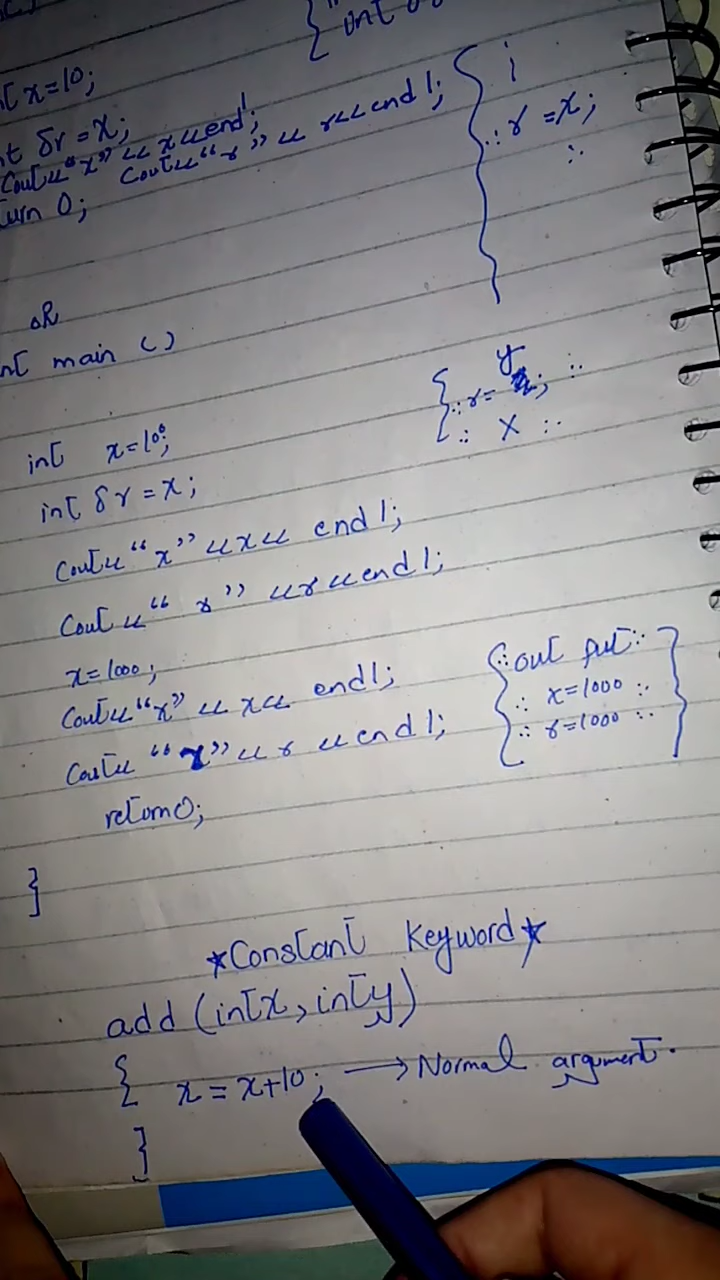 int x=10;
int &r = x;
Cout<<"x"<<x<<endl;
Cout<<"r"<< r<<endl;
turn 0;
{ ∴ r = x;
OR
int main ()
int x=10;
int &r = x;
Cout<<"x"<<x<< endl;
Cout<<"r"<<r<<endl;
x=1000;
Cout<<"x"<< x<< endl;
Cout<<"r"<< r <<endl;
return 0;
}
{ y
∴ r= ; ∴
∴ x ∴
{∴ out put ∴}
∴ x=1000 ∴
∴ r=1000 ∴
*Constant Keyword*
add (int x, int y)
{ x = x+10; → Normal argument.
}